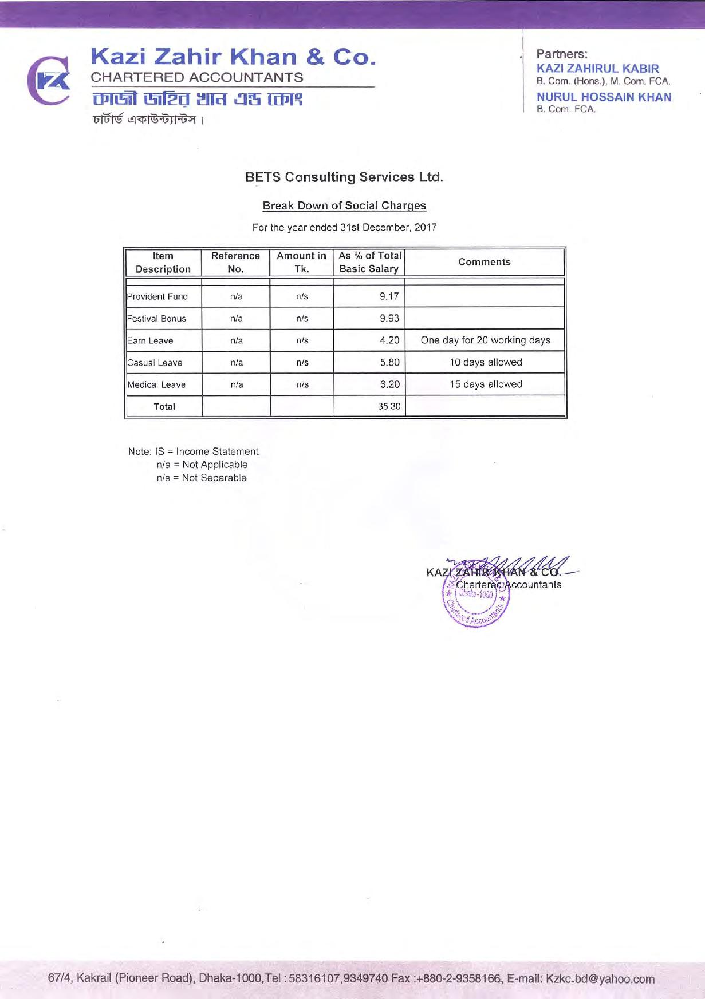 Kazi Zahir Khan & Co.
CHARTERED ACCOUNTANTS
কাজী জহির খান এন্ড কোং
চার্টার্ড একাউন্ট্যান্টস।
KZC
Partners:
KAZI ZAHIRUL KABIR
B. Com. (Hons.), M. Com. FCA.
NURUL HOSSAIN KHAN
B. Com. FCA.
BETS Consulting Services Ltd.
Break Down of Social Charges
For the year ended 31st December, 2017
Item Description Reference No. Amount in Tk. As % of Total Basic Salary Comments
Provident Fund n/a n/s 9.17
Festival Bonus n/a n/s 9.93
Earn Leave n/a n/s 4.20 One day for 20 working days
Casual Leave n/a n/s 5.80 10 days allowed
Medical Leave n/a n/s 6.20 15 days allowed
Total 35.30
Note: IS = Income Statement
n/a = Not Applicable
n/s = Not Separable
KAZI ZAHIR KHAN & CO.
Chartered Accountants
Dhaka-1000
Chartered Accountants
67/4, Kakrail (Pioneer Road), Dhaka-1000,Tel : 58316107,9349740 Fax :+880-2-9358166, E-mail: Kzkc_bd@yahoo.com